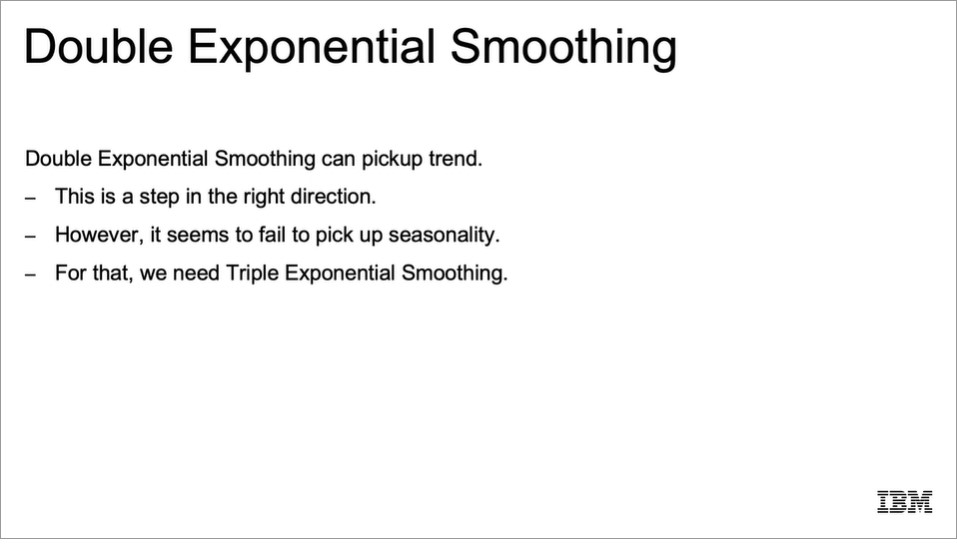 Double Exponential Smoothing
Double Exponential Smoothing can pickup trend.
– This is a step in the right direction.
– However, it seems to fail to pick up seasonality.
– For that, we need Triple Exponential Smoothing.
IBM